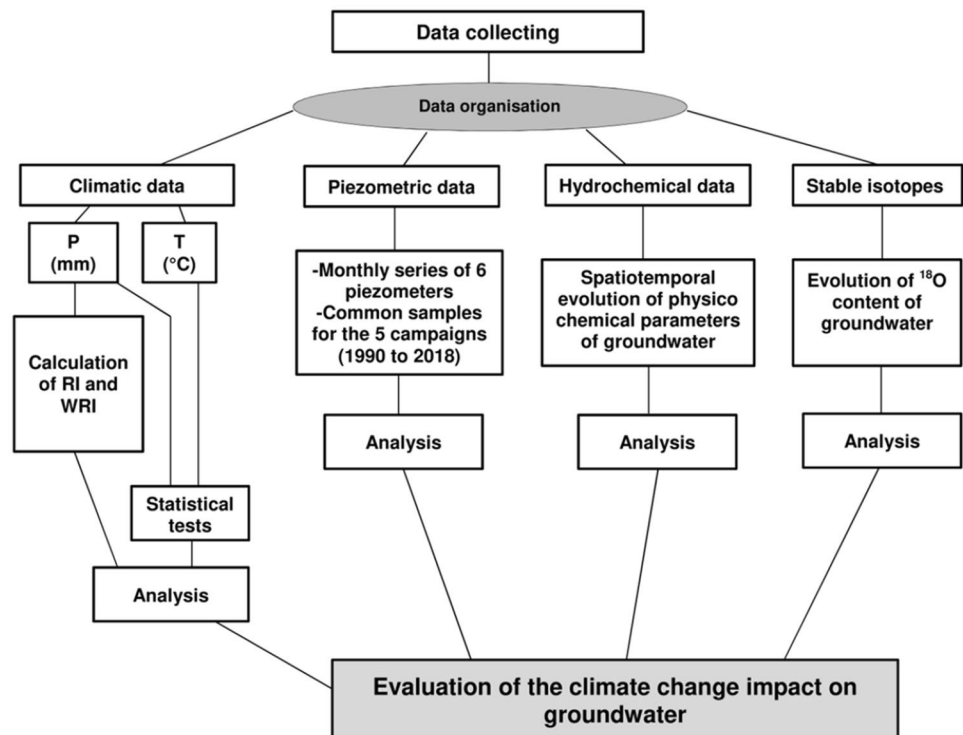 Data collecting
Data organisation
Climatic data
Piezometric data
Hydrochemical data
Stable isotopes
P
(mm)
T
(°C)
-Monthly series of 6
piezometers
-Common samples
for the 5 campaigns
(1990 to 2018)
Spatiotemporal
evolution of physico
chemical parameters
of groundwater
Evolution of ¹⁸O
content of
groundwater
Calculation
of RI and
WRI
Analysis
Analysis
Analysis
Statistical
tests
Analysis
Evaluation of the climate change impact on
groundwater